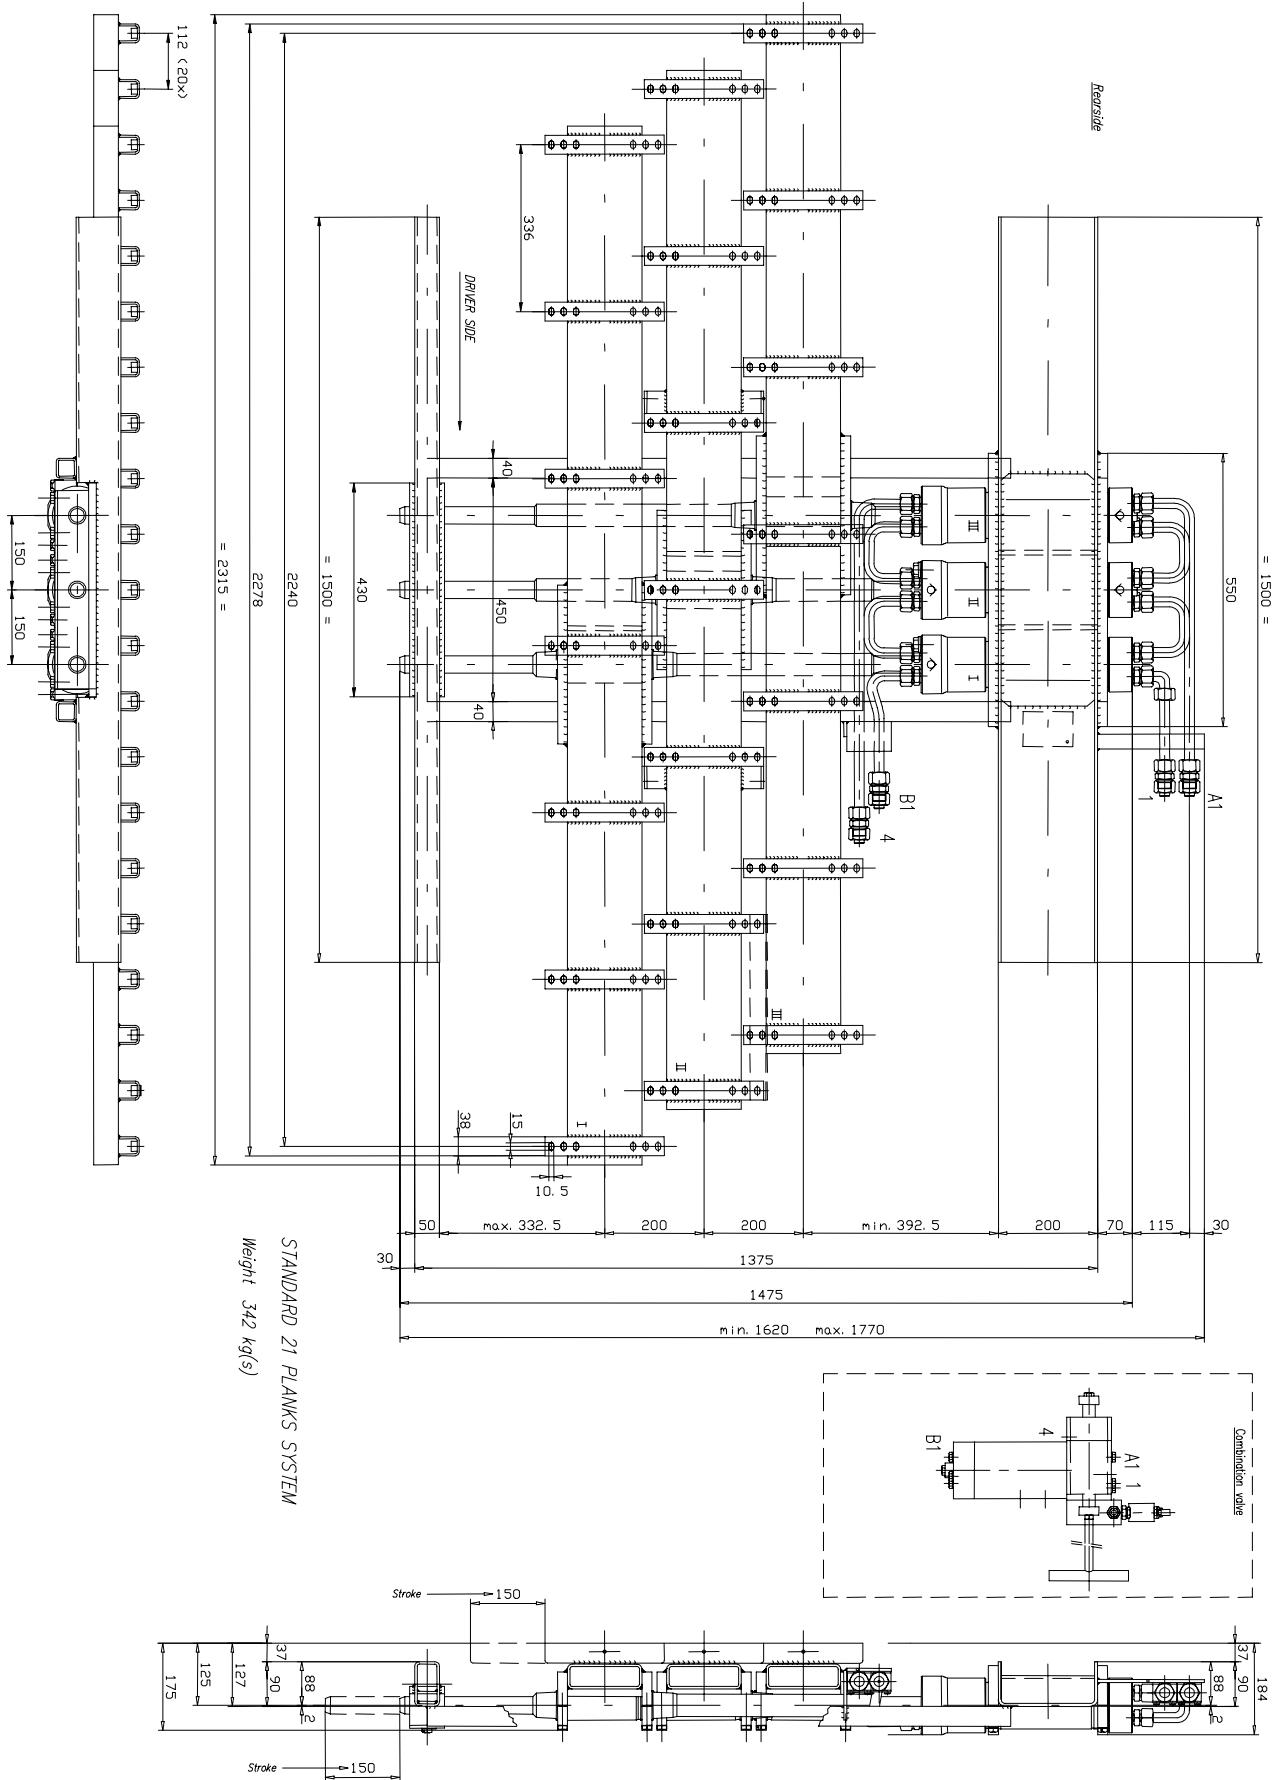 Rearside
112 (20x)
336
DRIVER SIDE
40
430
450
40
= 1500 =
2240
2278
= 2315 =
150
150
= 1500 =
550
III
II
I
A1
1
B1
4
III
II
I
15
38
10.5
50
max. 332.5
200
200
min. 392.5
200
70
115
30
30
1375
1475
min. 1620 max. 1770
STANDARD 21 PLANKS SYSTEM
Weight 342 kg(s)
Combination valve
4
A1
1
B1
Stroke
150
37
88
90
2
127
125
175
37
88
90
2
184
Stroke
150